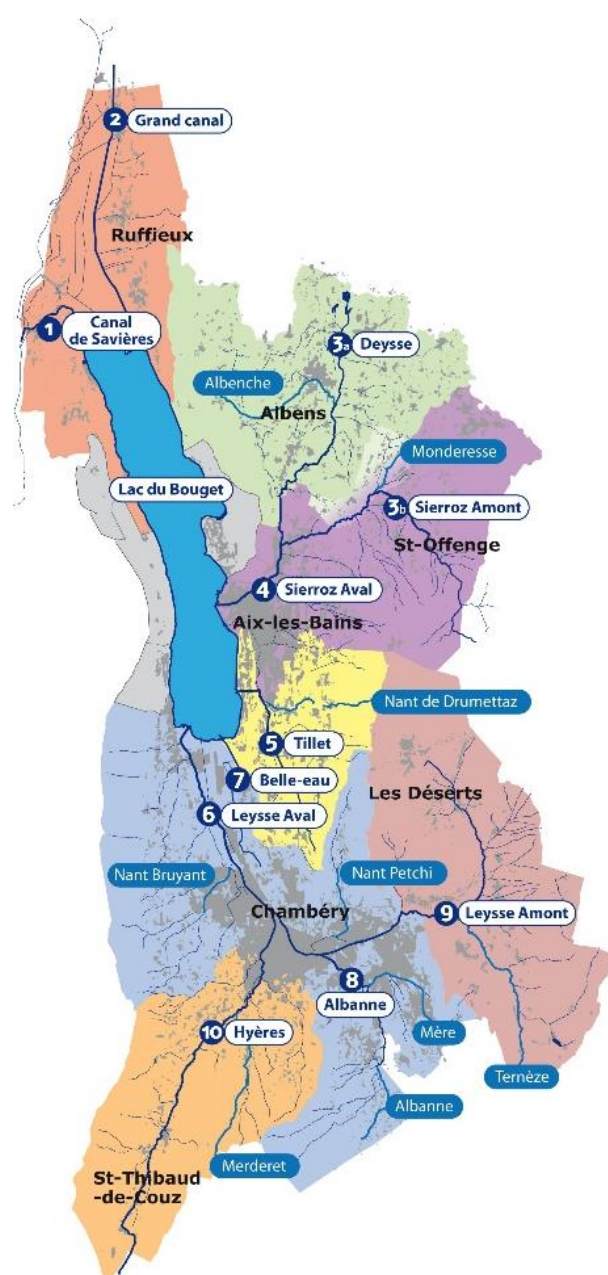 2 Grand canal
Ruffieux
1 Canal
de Savières
3a Deysse
Albenche
Albens
Monderesse
Lac du Bouget
3b Sierroz Amont
St-Offenge
4 Sierroz Aval
Aix-les-Bains
Nant de Drumettaz
5 Tillet
7 Belle-eau
Les Déserts
6 Leysse Aval
Nant Bruyant
Nant Petchi
Chambéry
9 Leysse Amont
8
Albanne
10 Hyères
Mère
Ternèze
Albanne
Merderet
St-Thibaud
-de-Couz